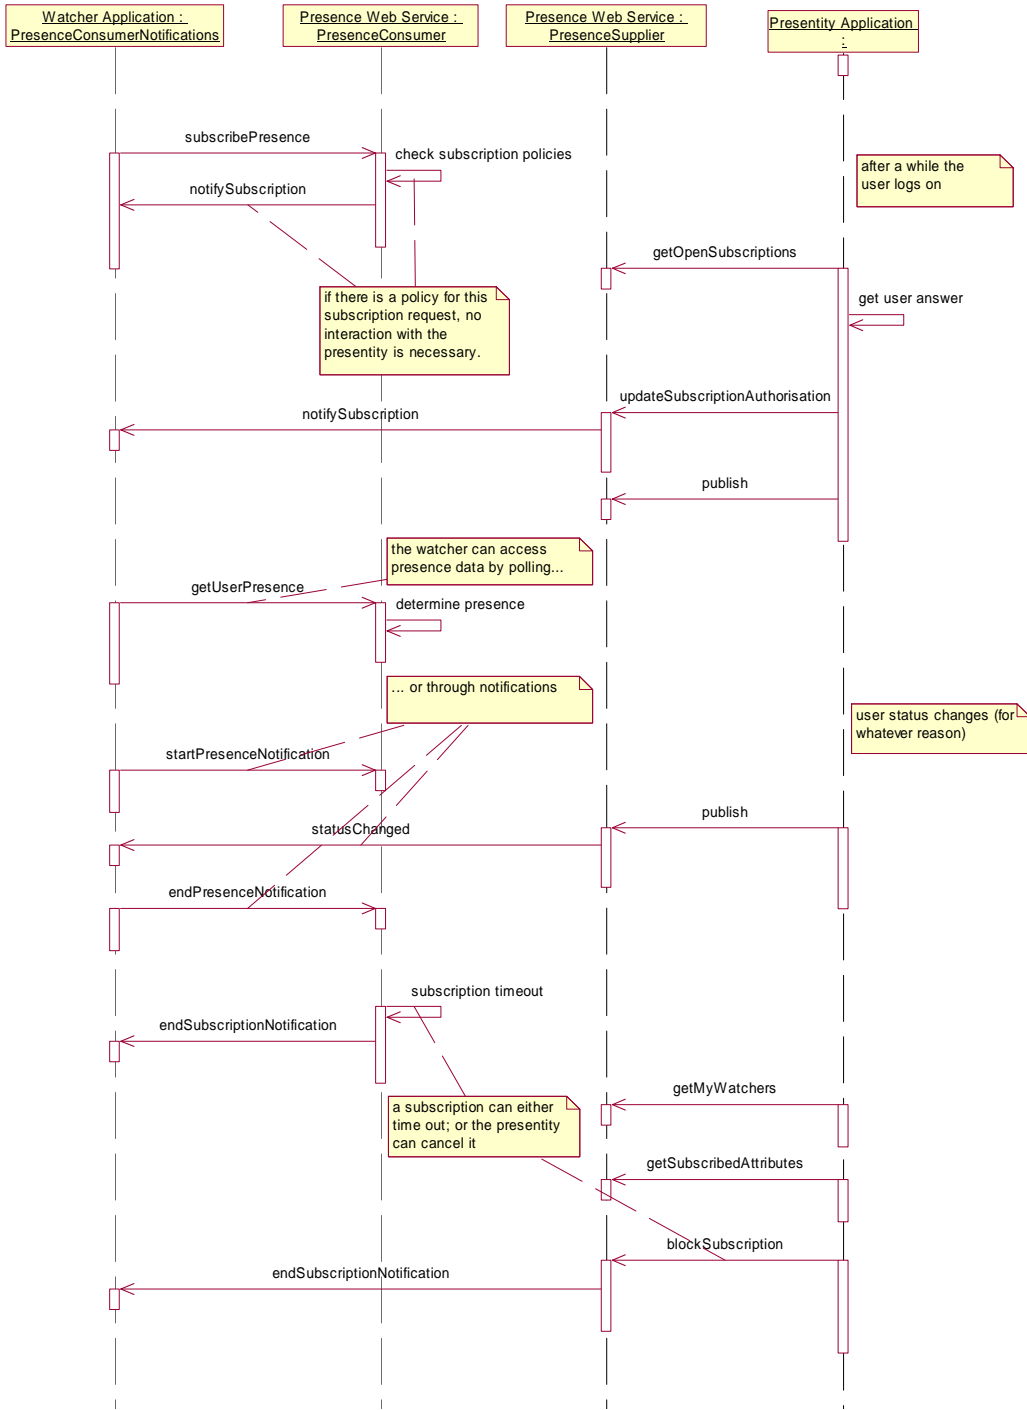 Watcher Application :
PresenceConsumerNotifications
Presence Web Service :
PresenceConsumer
Presence Web Service :
PresenceSupplier
Presentity Application
:
subscribePresence
check subscription policies
after a while the
user logs on
notifySubscription
getOpenSubscriptions
if there is a policy for this
subscription request, no
interaction with the
presentity is necessary.
get user answer
updateSubscriptionAuthorisation
notifySubscription
publish
the watcher can access
presence data by polling...
getUserPresence
determine presence
... or through notifications
user status changes (for
whatever reason)
startPresenceNotification
publish
statusChanged
endPresenceNotification
subscription timeout
endSubscriptionNotification
getMyWatchers
a subscription can either
time out; or the presentity
can cancel it
getSubscribedAttributes
blockSubscription
endSubscriptionNotification